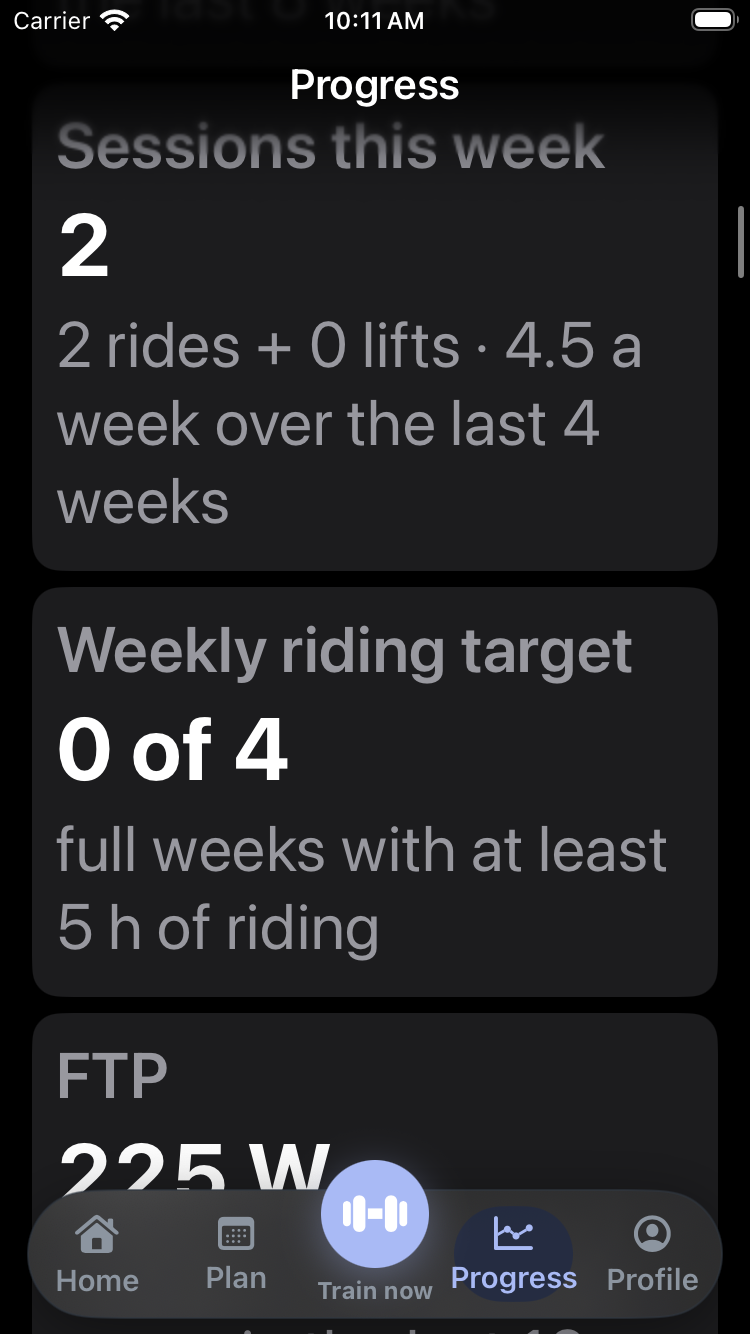 Carrier 10:11 AM
Progress
Sessions this week
2
2 rides + 0 lifts · 4.5 a
week over the last 4
weeks
Weekly riding target
0 of 4
full weeks with at least
5 h of riding
FTP
225 W
Home Plan Train now Progress Profile